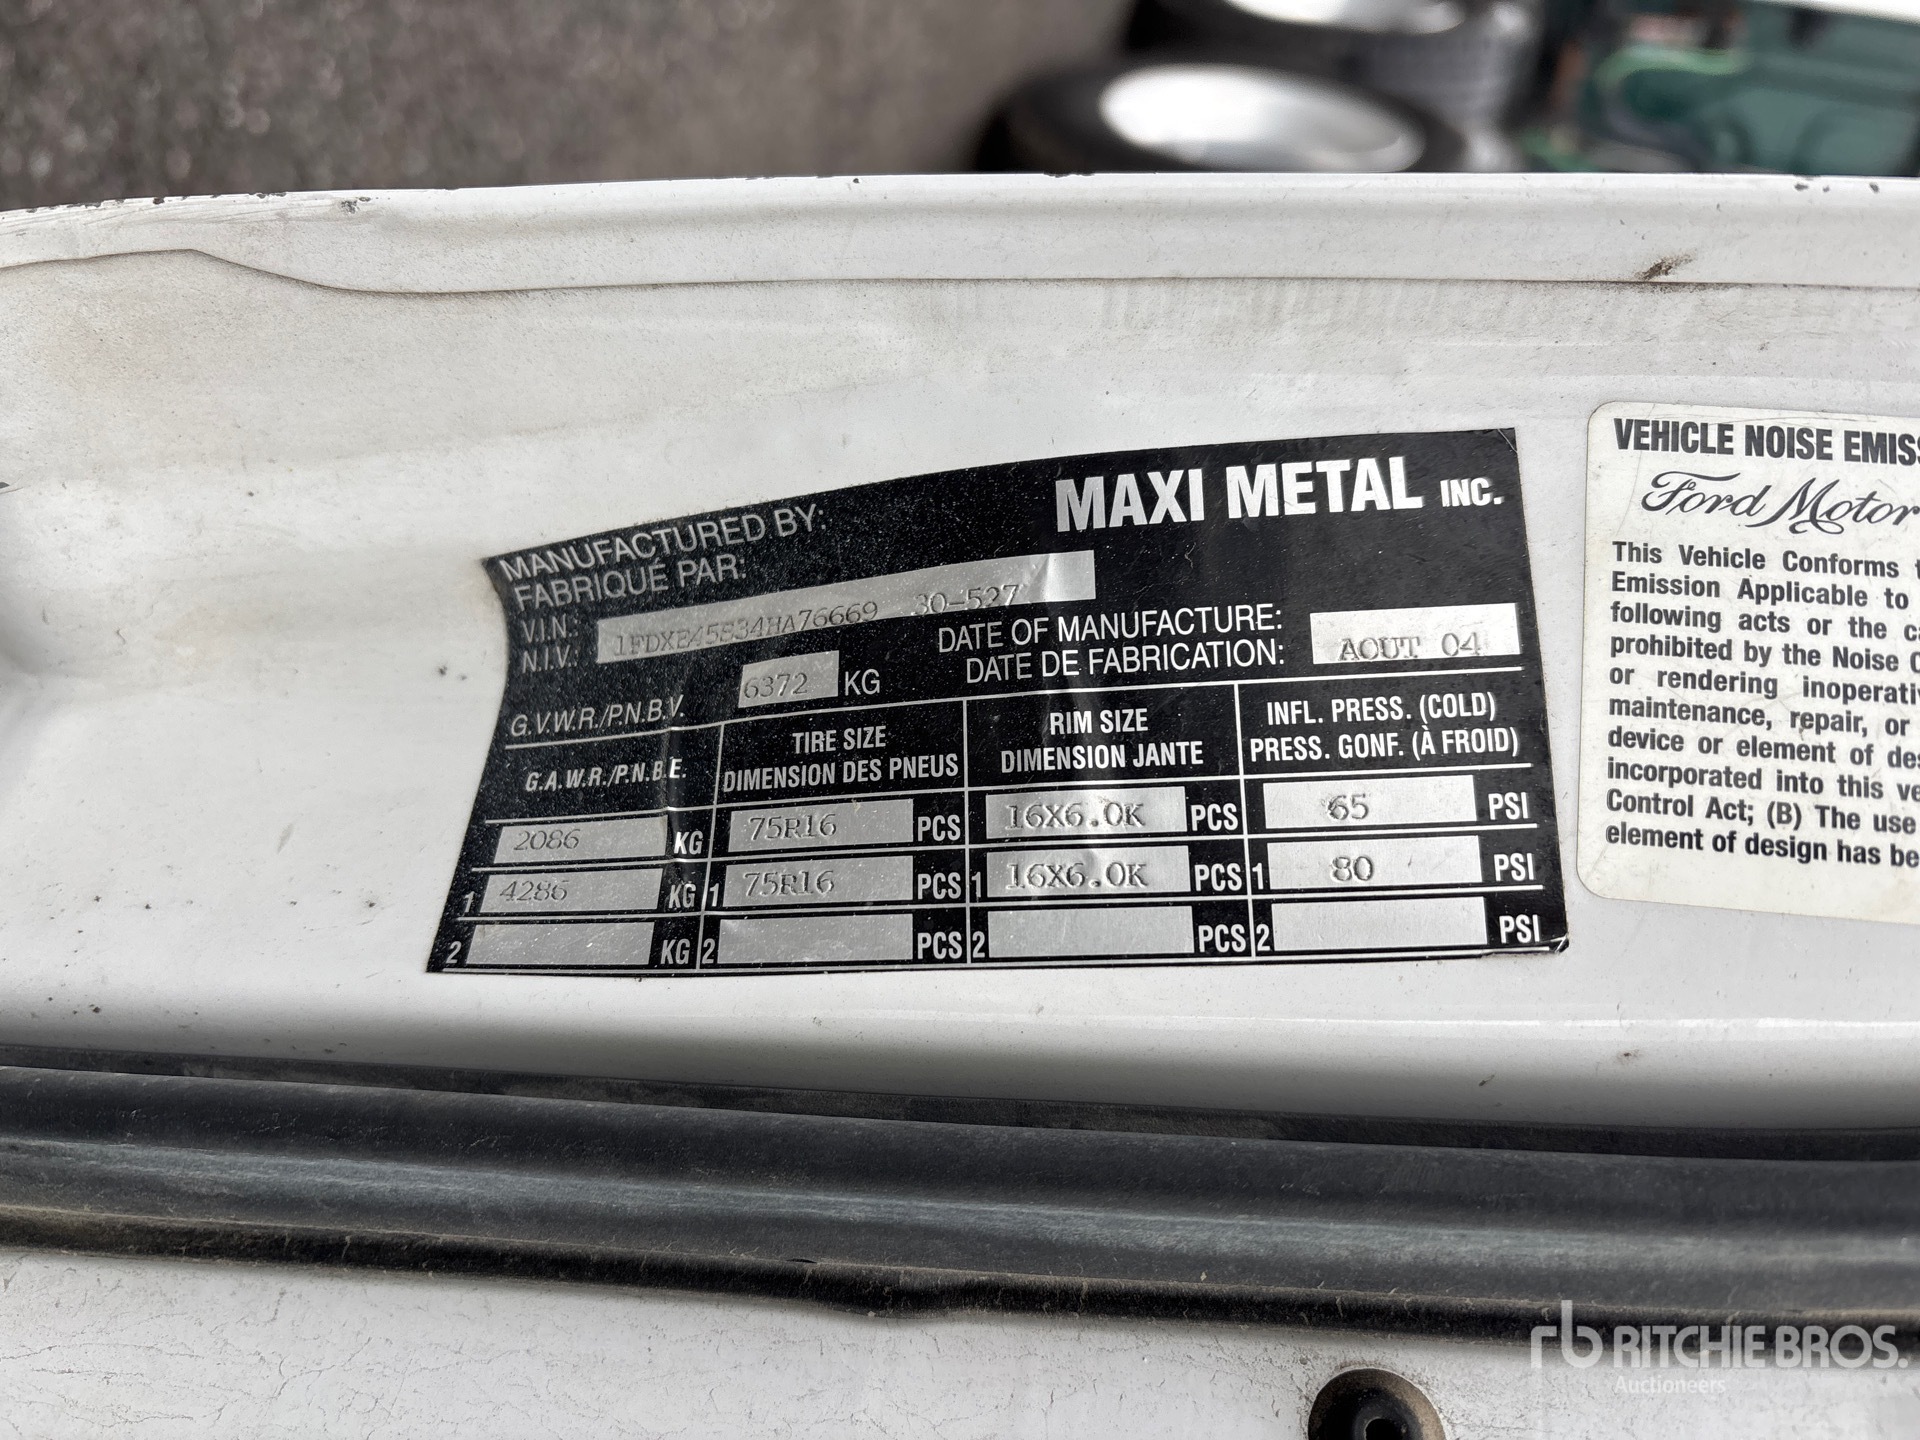 MANUFACTURED BY:
FABRIQUÉ PAR:
MAXI METAL INC.
V.I.N.:
N.I.V.:
1FDXE45S34HA76669 30-527
G.V.W.R./P.N.B.V.
6372 KG
DATE OF MANUFACTURE:
DATE DE FABRICATION:
AOUT 04
G.A.W.R./P.N.B.E.
TIRE SIZE
DIMENSION DES PNEUS
RIM SIZE
DIMENSION JANTE
INFL. PRESS. (COLD)
PRESS. GONF. (À FROID)
2086 KG 75R16 PCS 16X6.0K PCS 65 PSI
1 4286 KG 1 75R16 PCS 1 16X6.0K PCS 1 80 PSI
2 KG 2 PCS 2 PCS 2 PSI
VEHICLE NOISE EMISS
Ford Motor
This Vehicle Conforms t
Emission Applicable to
following acts or the ca
prohibited by the Noise C
or rendering inoperativ
maintenance, repair, or
device or element of des
incorporated into this ve
Control Act; (B) The use
element of design has be
rb RITCHIE BROS.
Auctioneers